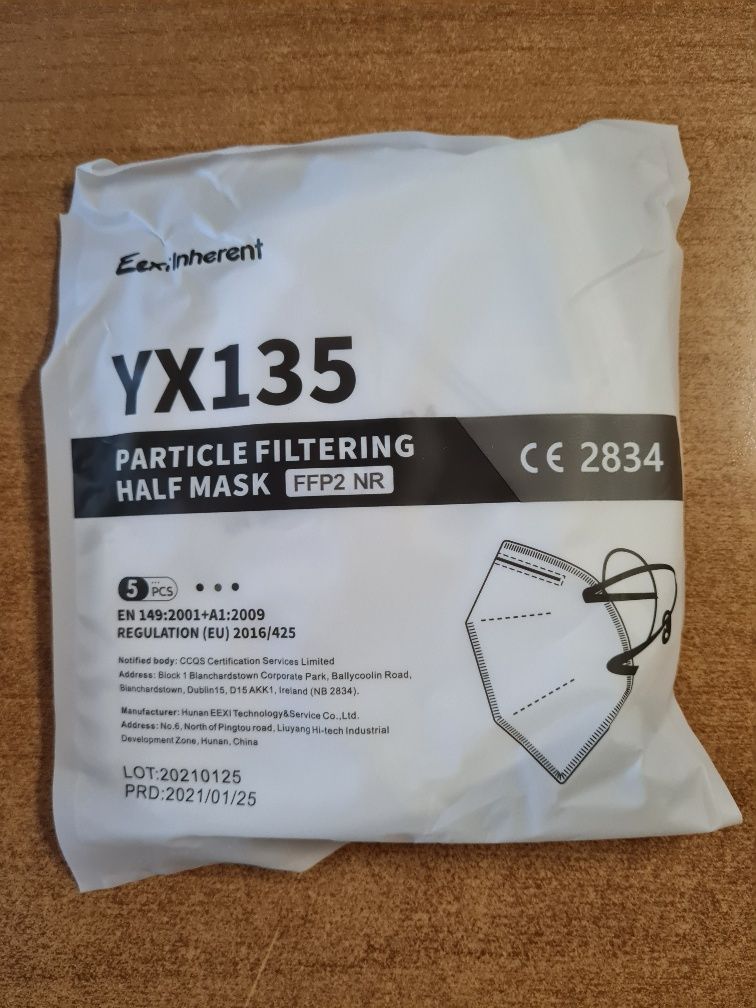 Eexi, Inherent
YX135
PARTICLE FILTERING
HALF MASK FFP2 NR
CE 2834
5 PCS
EN 149:2001+A1:2009
REGULATION (EU) 2016/425
Notified body: CCQS Certification Services Limited
Address: Block 1 Blanchardstown Corporate Park, Ballycoolin Road,
Blanchardstown, Dublin15, D15 AKK1, Ireland (NB 2834).
Manufacturer: Hunan EEXI Technology&Service Co.,Ltd.
Address: No.6, North of Pingtou road, Liuyang Hi-tech Industrial
Development Zone, Hunan, China
LOT:20210125
PRD:2021/01/25